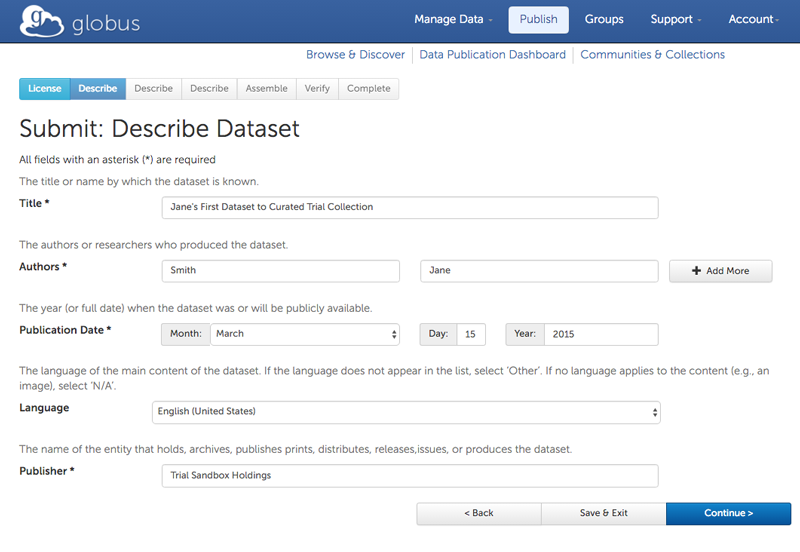 globus
Manage Data Publish Groups Support Account
Browse & Discover Data Publication Dashboard Communities & Collections
License Describe Describe Describe Assemble Verify Complete
Submit: Describe Dataset
All fields with an asterisk (*) are required
The title or name by which the dataset is known.
Title * Jane's First Dataset to Curated Trial Collection
The authors or researchers who produced the dataset.
Authors * Smith Jane + Add More
The year (or full date) when the dataset was or will be publicly available.
Publication Date * Month: March Day: 15 Year: 2015
The language of the main content of the dataset. If the language does not appear in the list, select 'Other'. If no language applies to the content (e.g., an
image), select 'N/A'.
Language English (United States)
The name of the entity that holds, archives, publishes prints, distributes, releases,issues, or produces the dataset.
Publisher * Trial Sandbox Holdings
< Back Save & Exit Continue >